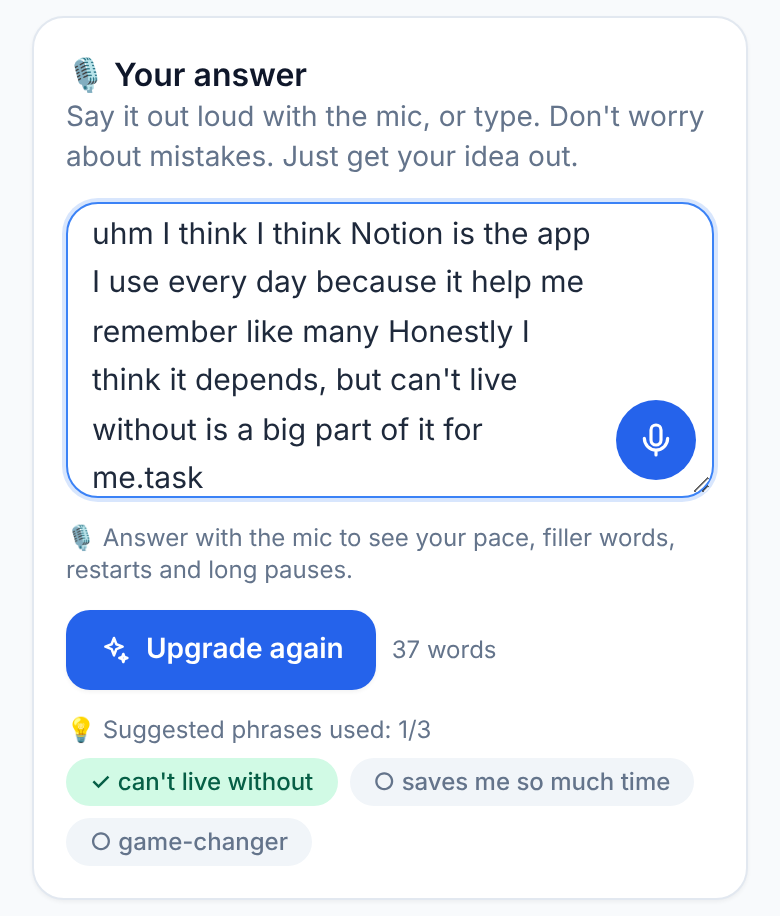 🎙️ Your answer
Say it out loud with the mic, or type. Don't worry
about mistakes. Just get your idea out.
uhm I think I think Notion is the app
I use every day because it help me
remember like many Honestly I
think it depends, but can't live
without is a big part of it for
me.task
🎙️ Answer with the mic to see your pace, filler words,
restarts and long pauses.
Upgrade again
37 words
💡 Suggested phrases used: 1/3
✓ can't live without
○ saves me so much time
○ game-changer